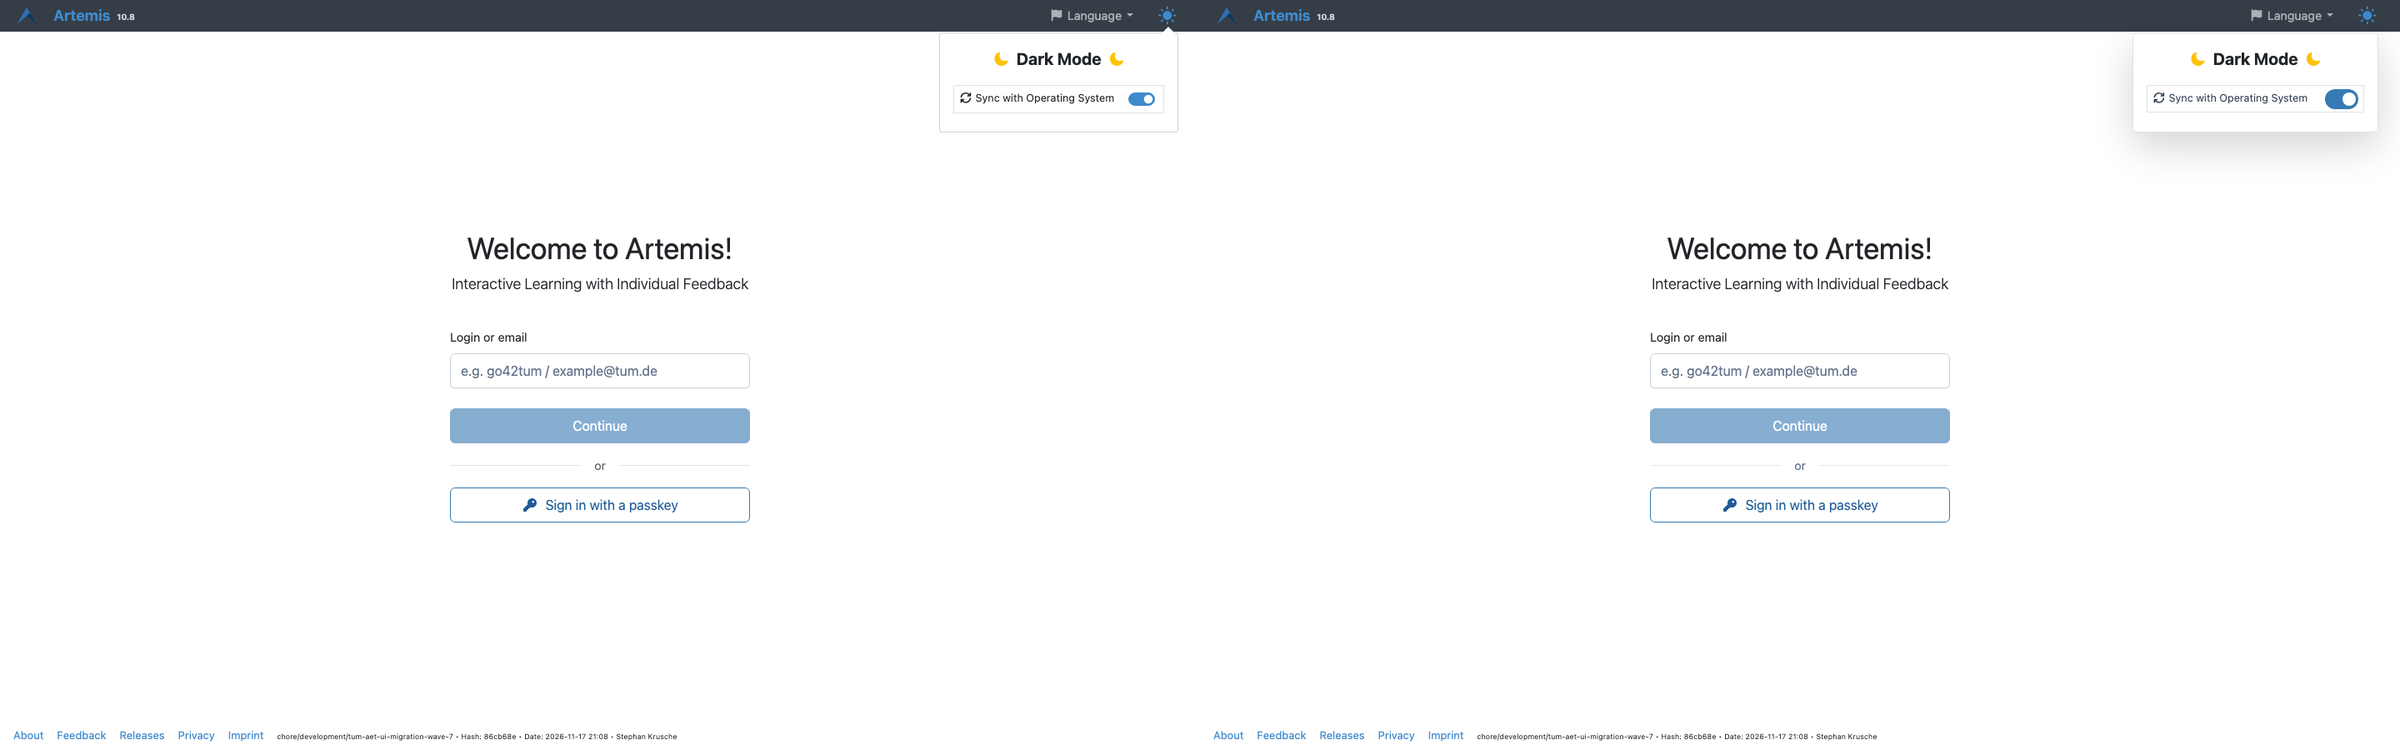 Artemis 10.8 Language
Dark Mode
Sync with Operating System
Welcome to Artemis!
Interactive Learning with Individual Feedback
Login or email
e.g. go42tum / example@tum.de
Continue
or
Sign in with a passkey
About Feedback Releases Privacy Imprint chore/development/tum-aet-ui-migration-wave-7 • Hash: 86cb68e • Date: 2026-11-17 21:08 • Stephan Krusche
Artemis 10.8 Language
Dark Mode
Sync with Operating System
Welcome to Artemis!
Interactive Learning with Individual Feedback
Login or email
e.g. go42tum / example@tum.de
Continue
or
Sign in with a passkey
About Feedback Releases Privacy Imprint chore/development/tum-aet-ui-migration-wave-7 • Hash: 86cb68e • Date: 2026-11-17 21:08 • Stephan Krusche